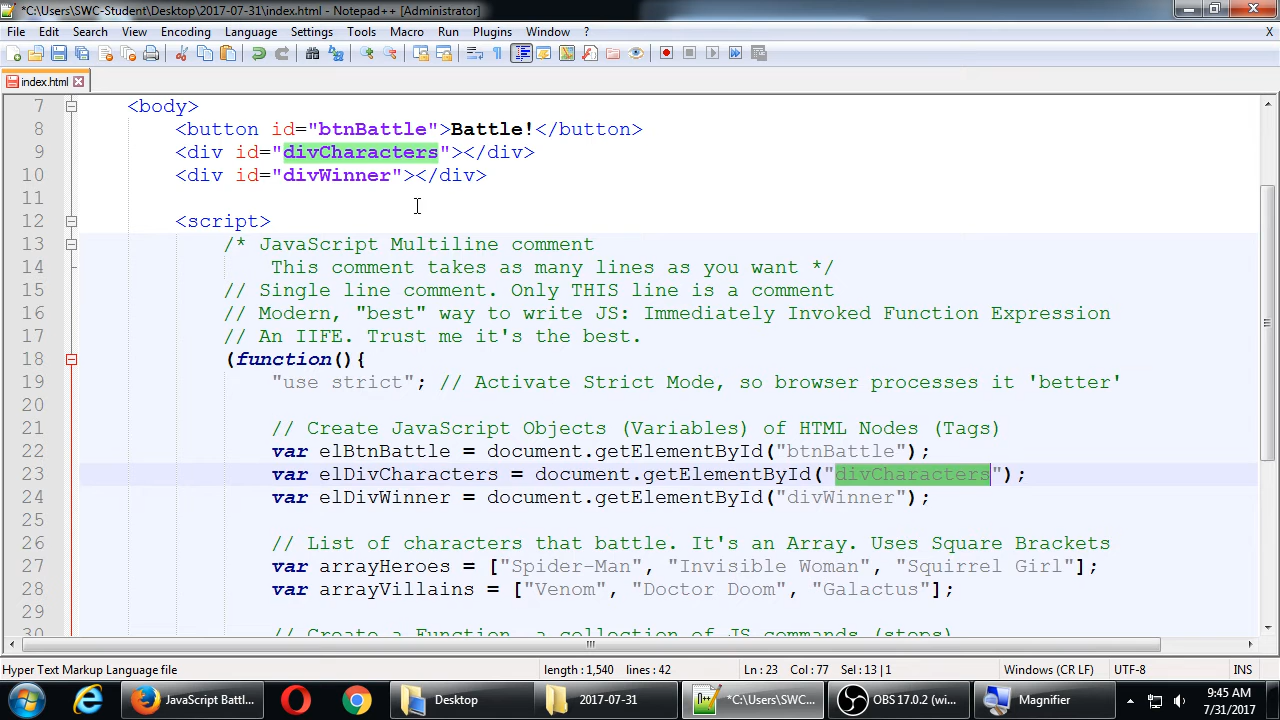 *C:\Users\SWC-Student\Desktop\2017-07-31\index.html - Notepad++ [Administrator]
File Edit Search View Encoding Language Settings Tools Macro Run Plugins Window ? X
index.html
7 <body>
8 <button id="btnBattle">Battle!</button>
9 <div id="divCharacters"></div>
10 <div id="divWinner"></div>
11
12 <script>
13 /* JavaScript Multiline comment
14 This comment takes as many lines as you want */
15 // Single line comment. Only THIS line is a comment
16 // Modern, "best" way to write JS: Immediately Invoked Function Expression
17 // An IIFE. Trust me it's the best.
18 (function(){
19 "use strict"; // Activate Strict Mode, so browser processes it 'better'
20
21 // Create JavaScript Objects (Variables) of HTML Nodes (Tags)
22 var elBtnBattle = document.getElementById("btnBattle");
23 var elDivCharacters = document.getElementById("divCharacters");
24 var elDivWinner = document.getElementById("divWinner");
25
26 // List of characters that battle. It's an Array. Uses Square Brackets
27 var arrayHeroes = ["Spider-Man", "Invisible Woman", "Squirrel Girl"];
28 var arrayVillains = ["Venom", "Doctor Doom", "Galactus"];
29
30 // Create a Function, a collection of JS commands (steps)
Hyper Text Markup Language file length : 1,540 lines : 42 Ln : 23 Col : 77 Sel : 13 | 1 Windows (CR LF) UTF-8 INS
JavaScript Battl... Desktop 2017-07-31 *C:\Users\SWC-Stu... OBS 17.0.2 (wi... Magnifier 9:45 AM
7/31/2017